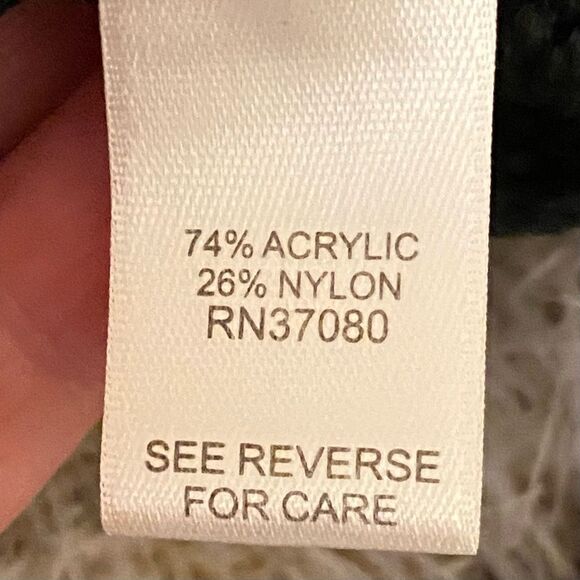 74% ACRYLIC
26% NYLON
RN37080
SEE REVERSE
FOR CARE